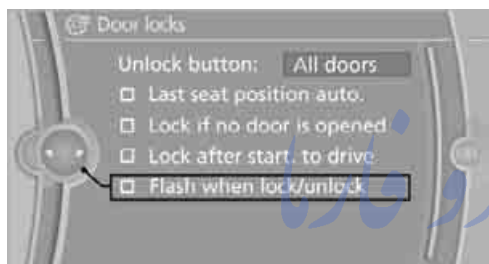 Door locks
Unlock button: All doors
Last seat position auto.
Lock if no door is opened
Lock after start. to drive
Flash when lock/unlock